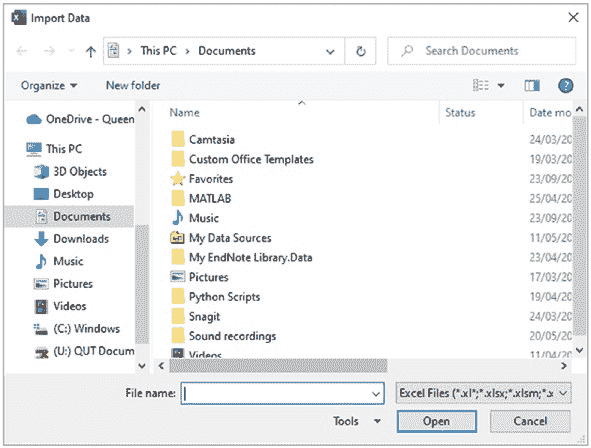 Import Data
This PC > Documents
Search Documents
Organize
New folder
Name Status Date mo
OneDrive - Queen
This PC
3D Objects
Desktop
Documents
Downloads
Music
Pictures
Videos
(C:) Windows
(U:) QUT Docum
Camtasia 24/03/20
Custom Office Templates 19/03/20
Favorites 23/09/20
MATLAB 25/04/20
Music 23/09/20
My Data Sources 11/05/20
My EndNote Library.Data 23/04/20
Pictures 17/03/20
Python Scripts 19/04/20
Snagit 24/03/20
Sound recordings 20/05/20
Videos 11/04/20
File name:
Excel Files (*.xl*;*.xlsx;*.xlsm;*.x
Tools
Open
Cancel